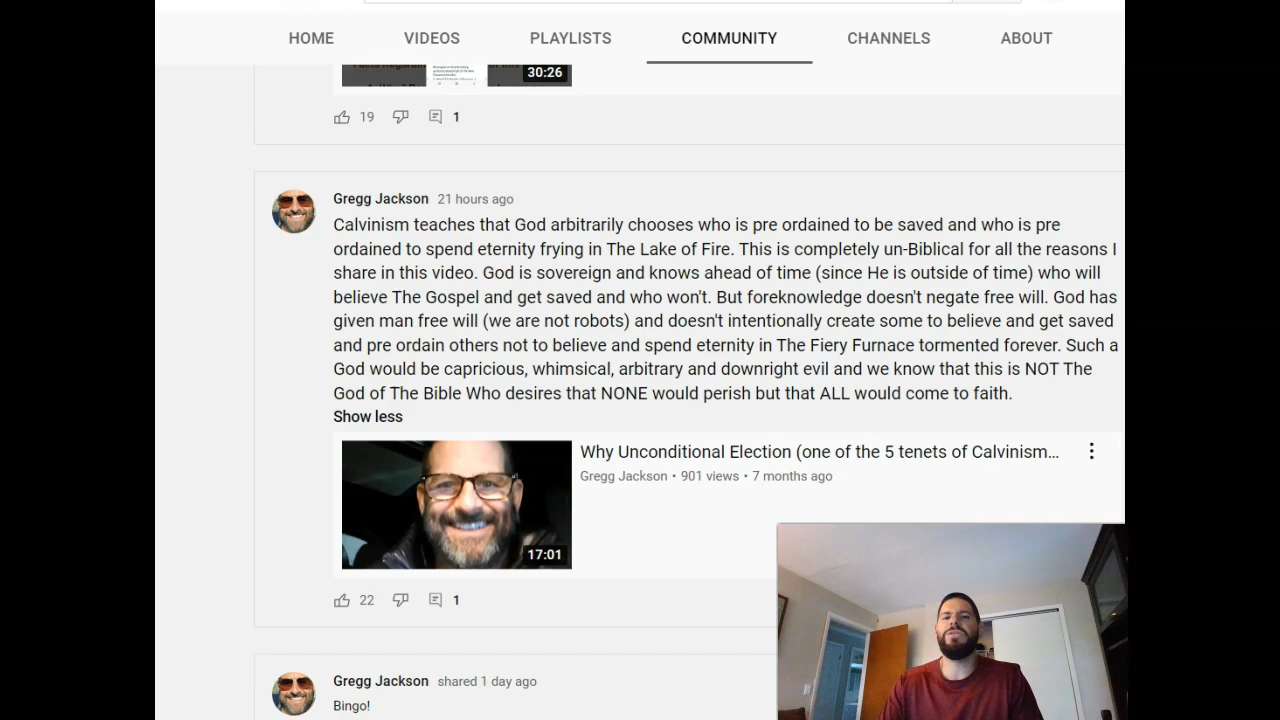 HOME VIDEOS PLAYLISTS COMMUNITY CHANNELS ABOUT
30:26
19 1
Gregg Jackson 21 hours ago
Calvinism teaches that God arbitrarily chooses who is pre ordained to be saved and who is pre
ordained to spend eternity frying in The Lake of Fire. This is completely un-Biblical for all the reasons I
share in this video. God is sovereign and knows ahead of time (since He is outside of time) who will
believe The Gospel and get saved and who won't. But foreknowledge doesn't negate free will. God has
given man free will (we are not robots) and doesn't intentionally create some to believe and get saved
and pre ordain others not to believe and spend eternity in The Fiery Furnace tormented forever. Such a
God would be capricious, whimsical, arbitrary and downright evil and we know that this is NOT The
God of The Bible Who desires that NONE would perish but that ALL would come to faith.
Show less
Why Unconditional Election (one of the 5 tenets of Calvinism...
Gregg Jackson • 901 views • 7 months ago
17:01
22 1
Gregg Jackson shared 1 day ago
Bingo!